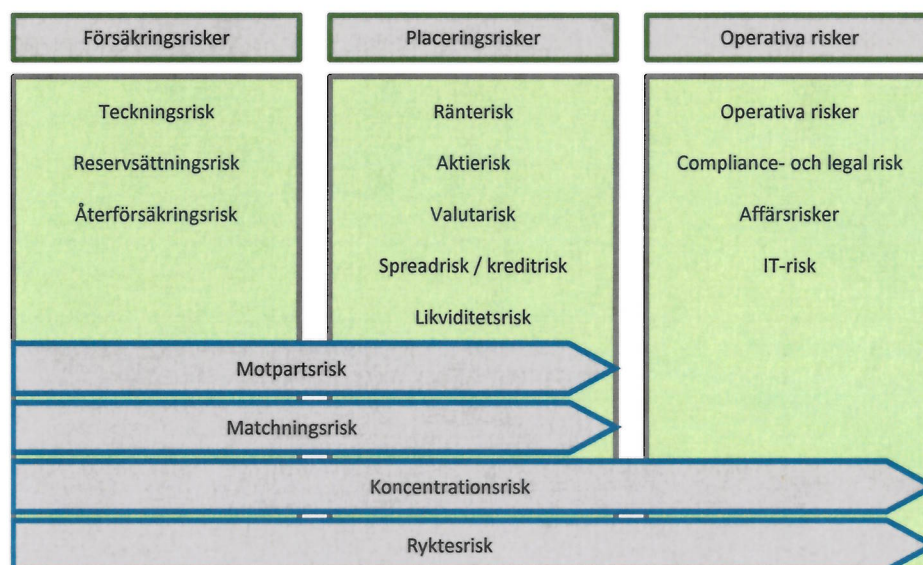 Försäkringsrisker
Placeringsrisker
Operativa risker
Teckningsrisk
Reservsättningsrisk
Återförsäkringsrisk
Ränterisk
Aktierisk
Valutarisk
Spreadrisk / kreditrisk
Likviditetsrisk
Operativa risker
Compliance- och legal risk
Affärsrisker
IT-risk
Motpartsrisk
Matchningsrisk
Koncentrationsrisk
Ryktesrisk